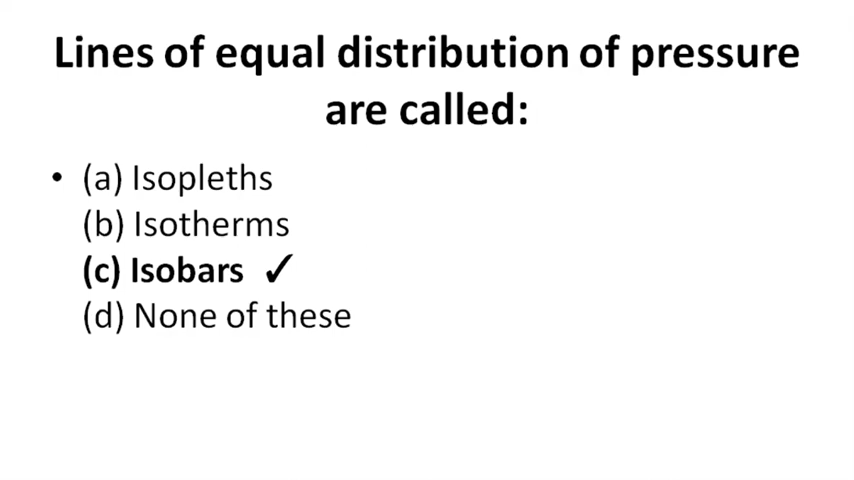 Lines of equal distribution of pressure
are called:
• (a) Isopleths
(b) Isotherms
(c) Isobars ✓
(d) None of these